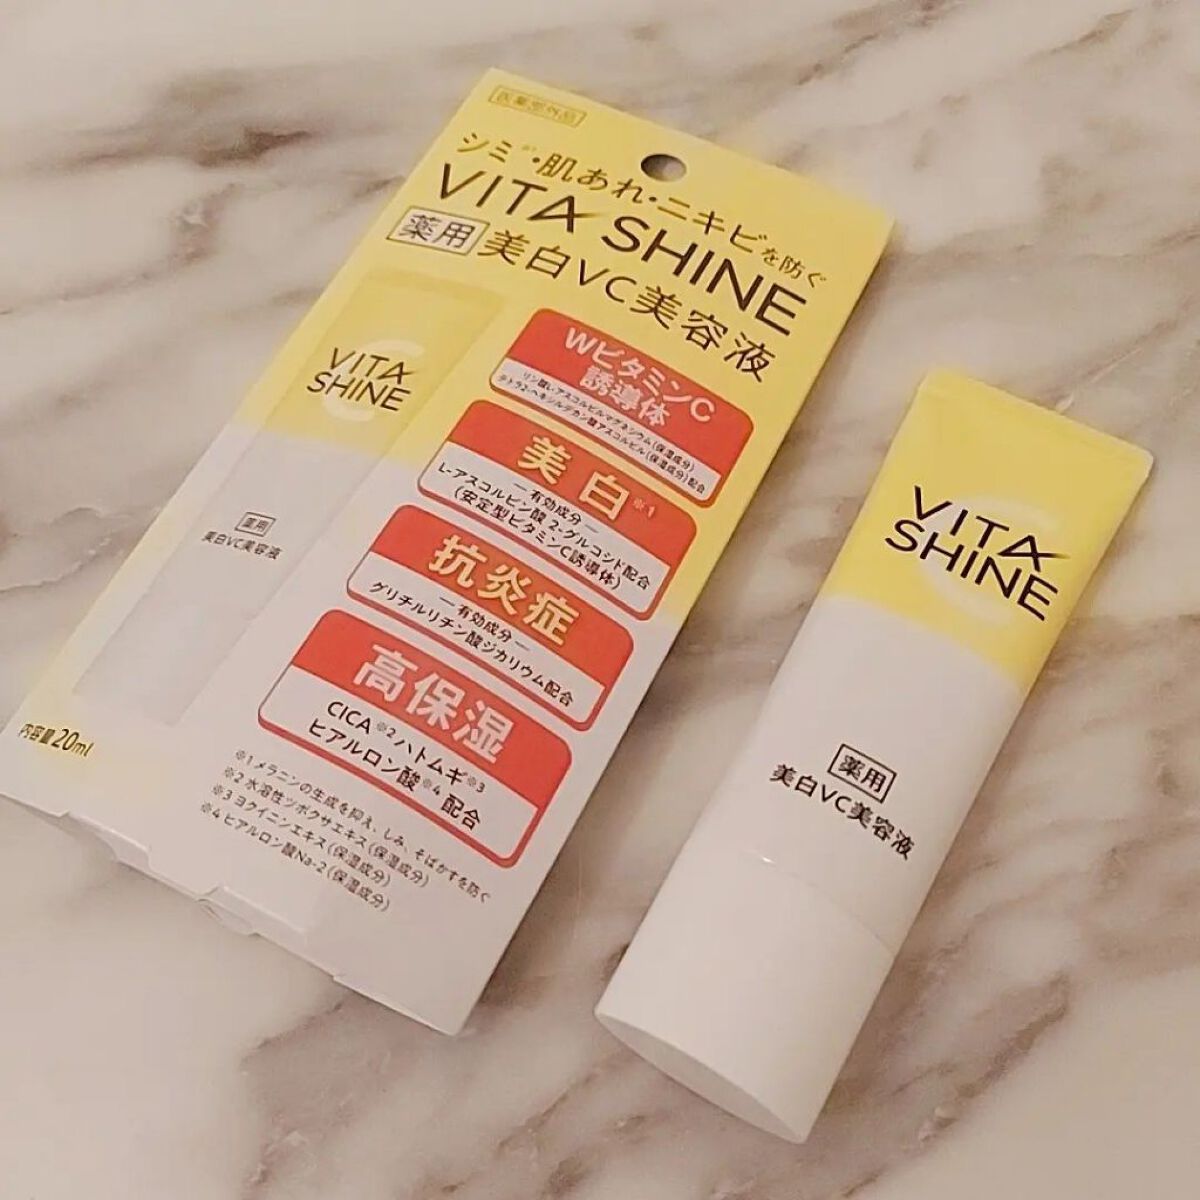 医薬部外品
シミ・肌あれ・ニキビを防ぐ
VITA SHINE
薬用 美白VC美容液
VITA
SHINE
薬用
美白VC美容液
内容量20ml
WビタミンC
誘導体
リン酸L-アスコルビルマグネシウム(保湿成分)
テトラ2-ヘキシルデカン酸アスコルビル(保湿成分)配合
美白※1
—有効成分—
L-アスコルビン酸 2-グルコシド配合
(安定型ビタミンC誘導体)
抗炎症
—有効成分—
グリチルリチン酸ジカリウム配合
高保湿
CICA※2ハトムギ※3
ヒアルロン酸※4 配合
※1 メラニンの生成を抑え、しみ、そばかすを防ぐ
※2 水溶性ツボクサエキス(保湿成分)
※3 ヨクイニンエキス(保湿成分)
※4 ヒアルロン酸Na-2(保湿成分)
VITA
SHINE
薬用
美白VC美容液